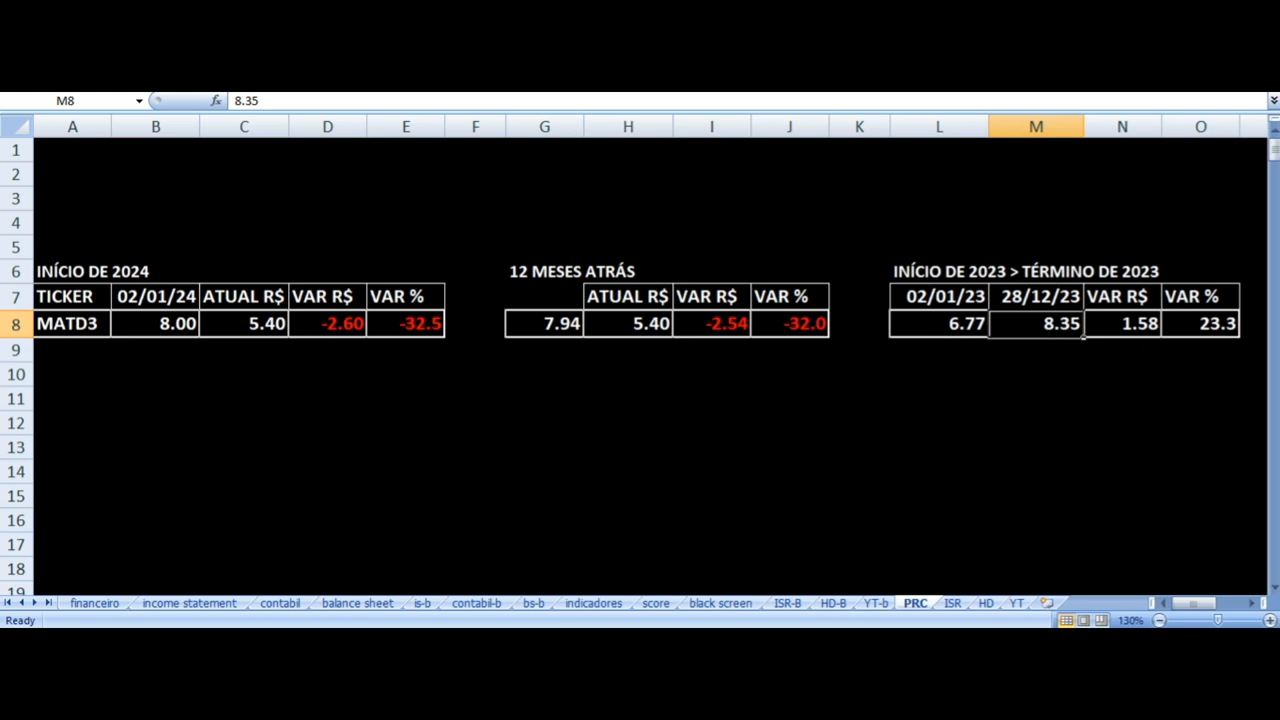 M8 fx 8.35
A B C D E F G H I J K L M N O
1
2
3
4
5
6 INÍCIO DE 2024 12 MESES ATRÁS INÍCIO DE 2023 > TÉRMINO DE 2023
7 TICKER 02/01/24 ATUAL R$ VAR R$ VAR % ATUAL R$ VAR R$ VAR % 02/01/23 28/12/23 VAR R$ VAR %
8 MATD3 8.00 5.40 -2.60 -32.5 7.94 5.40 -2.54 -32.0 6.77 8.35 1.58 23.3
9
10
11
12
13
14
15
16
17
18
19
financeiro income statement contabil balance sheet is-b contabil-b bs-b indicadores score black screen ISR-B HD-B YT-b PRC ISR HD YT
Ready 130%